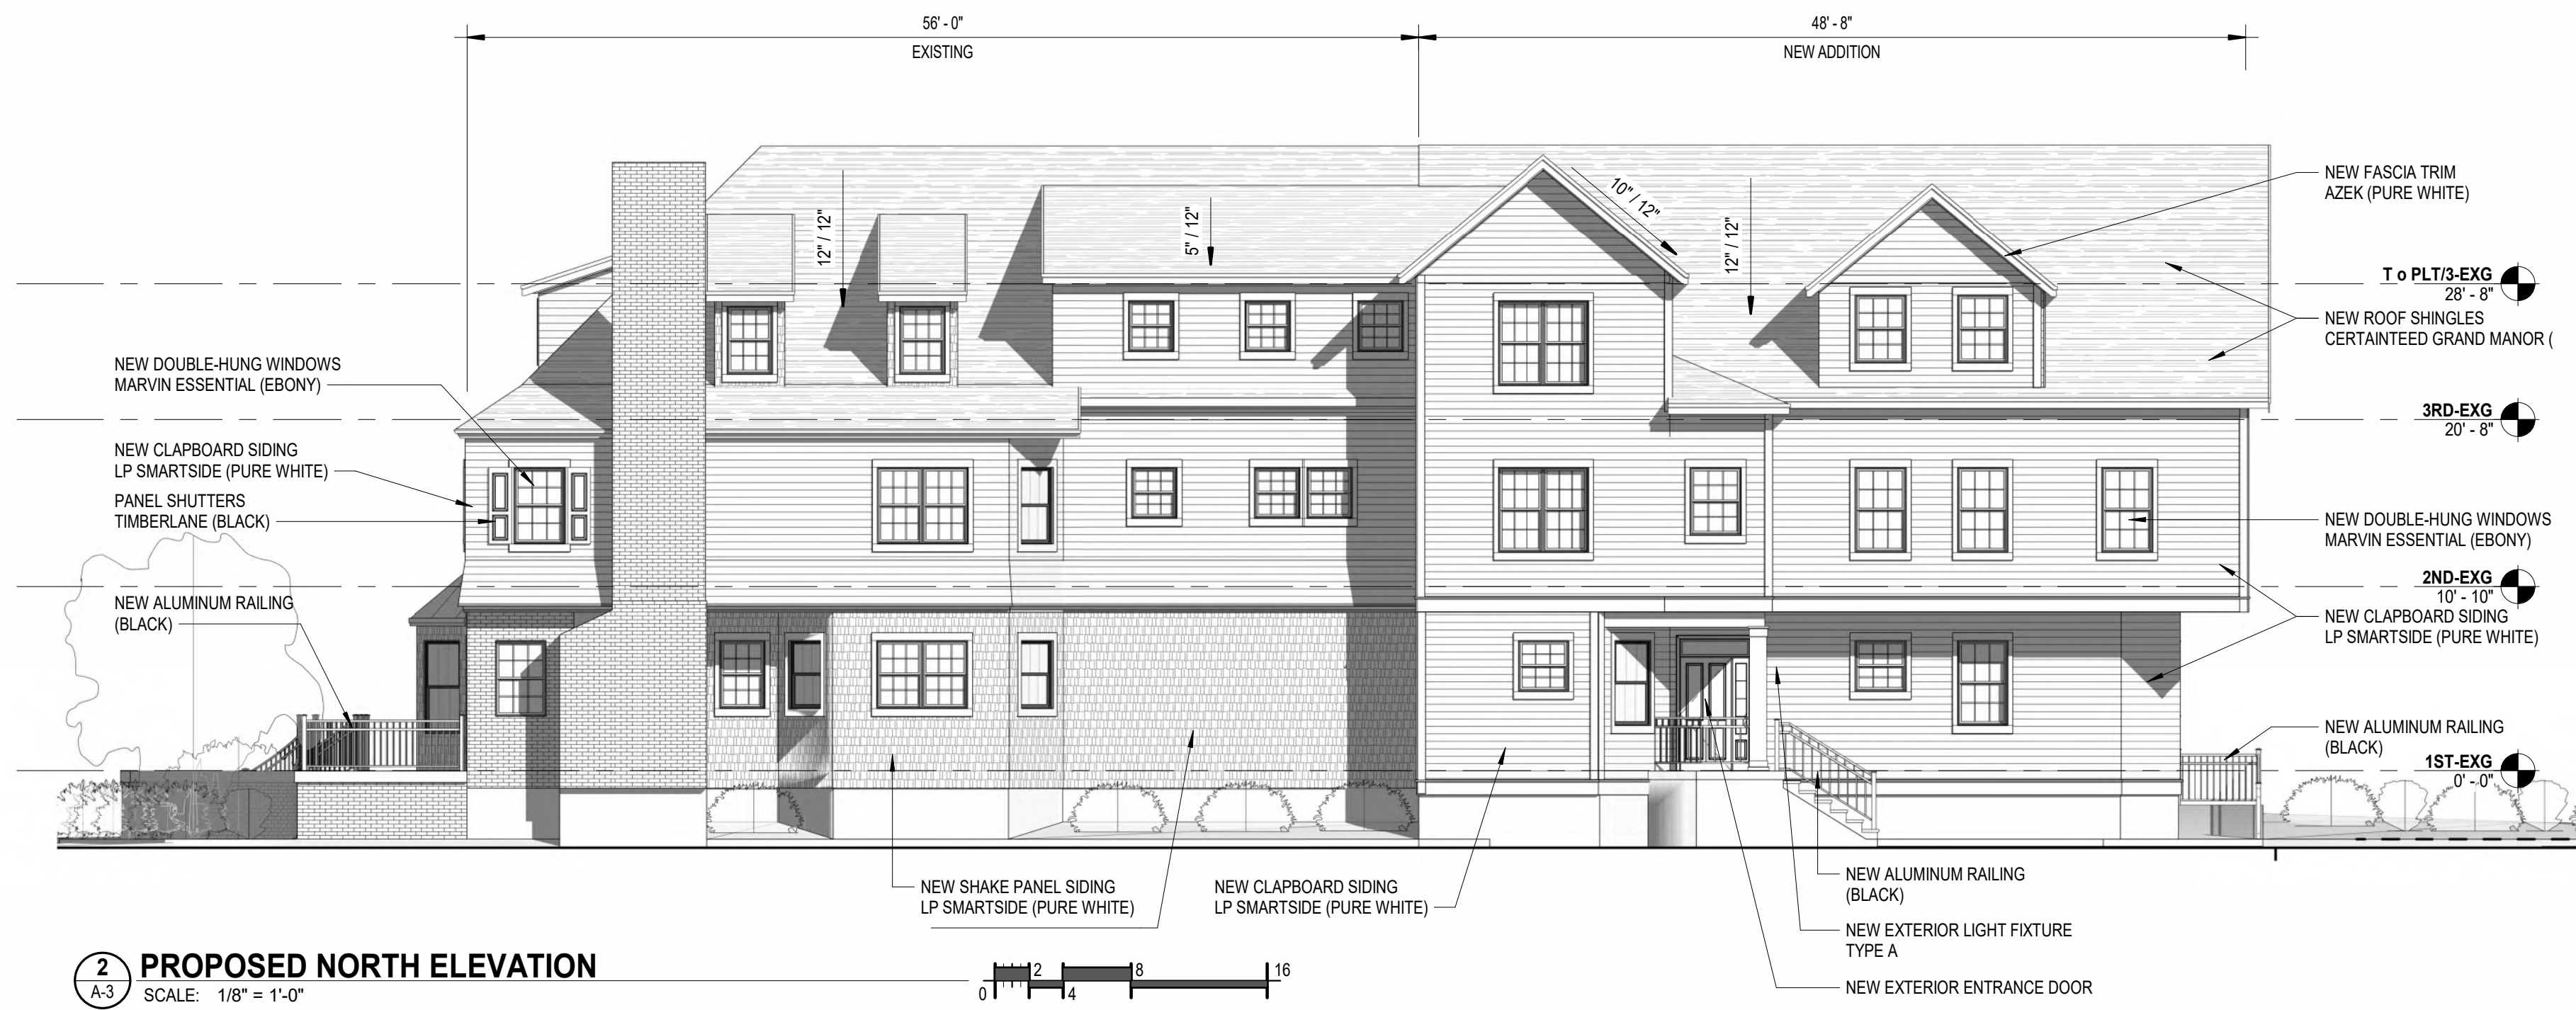 56' - 0"
EXISTING
48' - 8"
NEW ADDITION
12" / 12"
5" / 12"
10" / 12"
12" / 12"
NEW FASCIA TRIM
AZEK (PURE WHITE)
T o PLT/3-EXG
28' - 8"
NEW ROOF SHINGLES
CERTAINTEED GRAND MANOR (
NEW DOUBLE-HUNG WINDOWS
MARVIN ESSENTIAL (EBONY)
3RD-EXG
20' - 8"
NEW CLAPBOARD SIDING
LP SMARTSIDE (PURE WHITE)
PANEL SHUTTERS
TIMBERLANE (BLACK)
NEW DOUBLE-HUNG WINDOWS
MARVIN ESSENTIAL (EBONY)
2ND-EXG
10' - 10"
NEW ALUMINUM RAILING
(BLACK)
NEW CLAPBOARD SIDING
LP SMARTSIDE (PURE WHITE)
NEW ALUMINUM RAILING
(BLACK)
1ST-EXG
0' - 0"
NEW SHAKE PANEL SIDING
LP SMARTSIDE (PURE WHITE)
NEW CLAPBOARD SIDING
LP SMARTSIDE (PURE WHITE)
NEW ALUMINUM RAILING
(BLACK)
NEW EXTERIOR LIGHT FIXTURE
TYPE A
NEW EXTERIOR ENTRANCE DOOR
2
A-3
PROPOSED NORTH ELEVATION
SCALE: 1/8" = 1'-0"
0 2 4 8 16